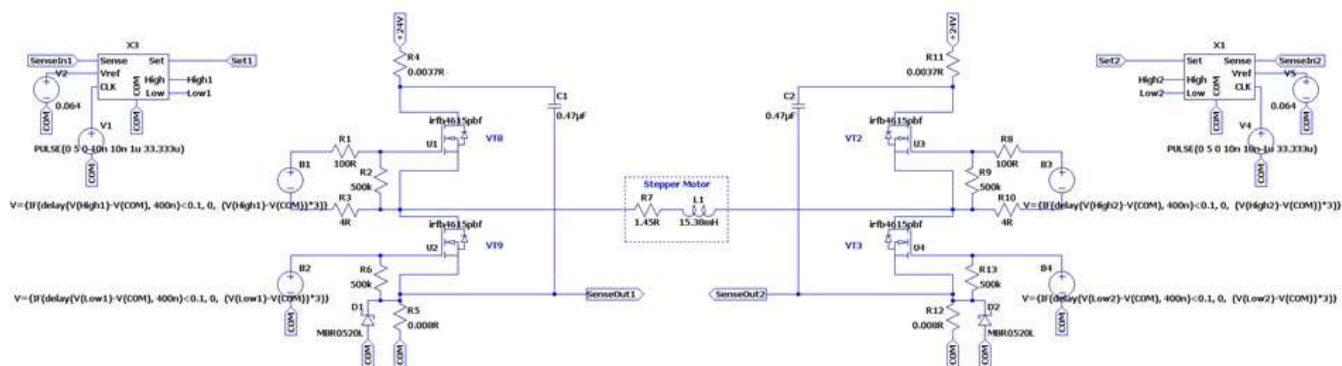 +24V
+24V
X3
X1
SenseIn1
Sense
Set
Set1
Set2
Set
Sense
SenseIn2
V2
Vref
High
High1
High2
High
Vref
V5
CLK
Low
Low1
Low2
Low
CLK
COM
COM
0.064
0.064
COM
COM
COM
COM
V1
V4
PULSE(0 5 0 10n 10n 1u 33.333u)
PULSE(0 5 0 10n 10n 1u 33.333u)
COM
COM
R4
0.0037R
R11
0.0037R
C1
0.47µF
C2
0.47µF
irfb4615pbf
VT8
U1
irfb4615pbf
VT2
U3
B1
R1
100R
R2
500k
R8
100R
R9
500k
B3
V={IF(delay(V(High1)-V(COM), 400n)<0.1, 0, (V(High1)-V(COM))*3)}
R3
4R
Stepper Motor
R7
L1
1.45R
15.38mH
R10
4R
V={IF(delay(V(High2)-V(COM), 400n)<0.1, 0, (V(High2)-V(COM))*3)}
irfb4615pbf
U2
VT9
irfb4615pbf
VT3
U4
B2
R6
500k
R13
500k
B4
V={IF(delay(V(Low1)-V(COM), 400n)<0.1, 0, (V(Low1)-V(COM))*3)}
SenseOut1
SenseOut2
V={IF(delay(V(Low2)-V(COM), 400n)<0.1, 0, (V(Low2)-V(COM))*3)}
COM
D1
R5
0.008R
MBR0520L
R12
0.008R
D2
MBR0520L
COM
COM
COM
COM
COM